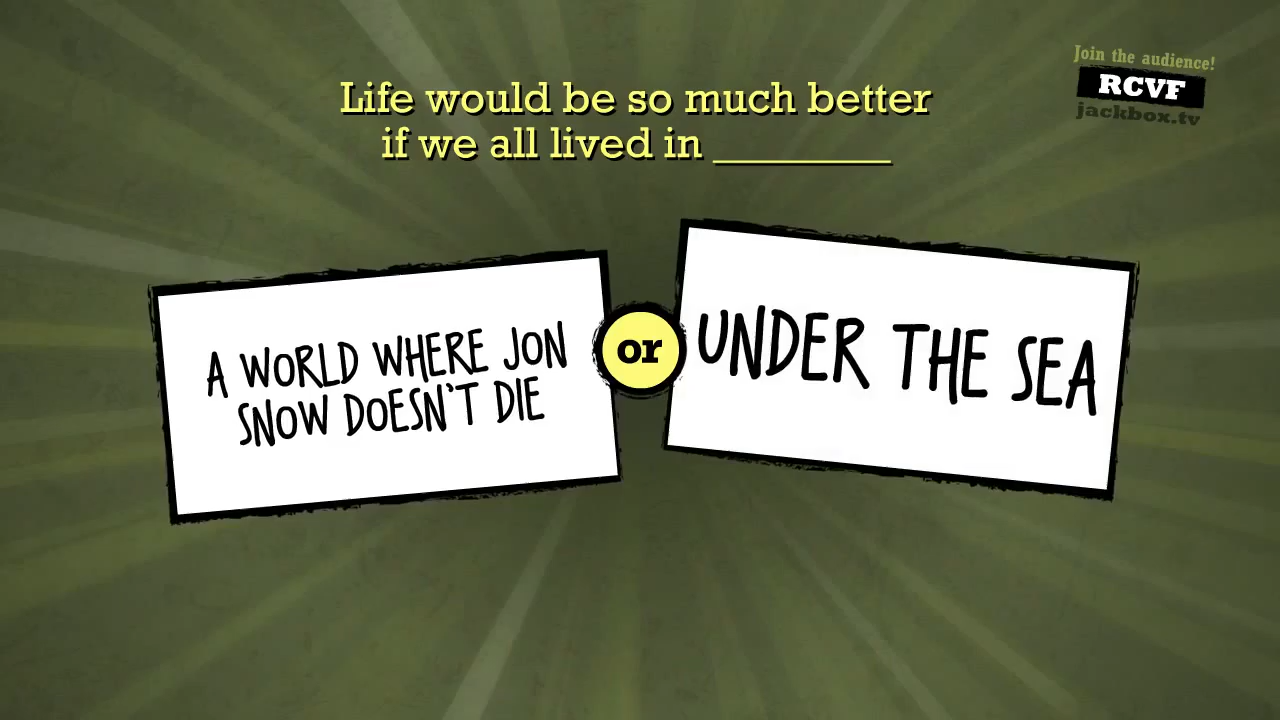 Join the audience!
RCVF
jackbox.tv
Life would be so much better
if we all lived in ________
A WORLD WHERE JON
SNOW DOESN'T DIE
or
UNDER THE SEA